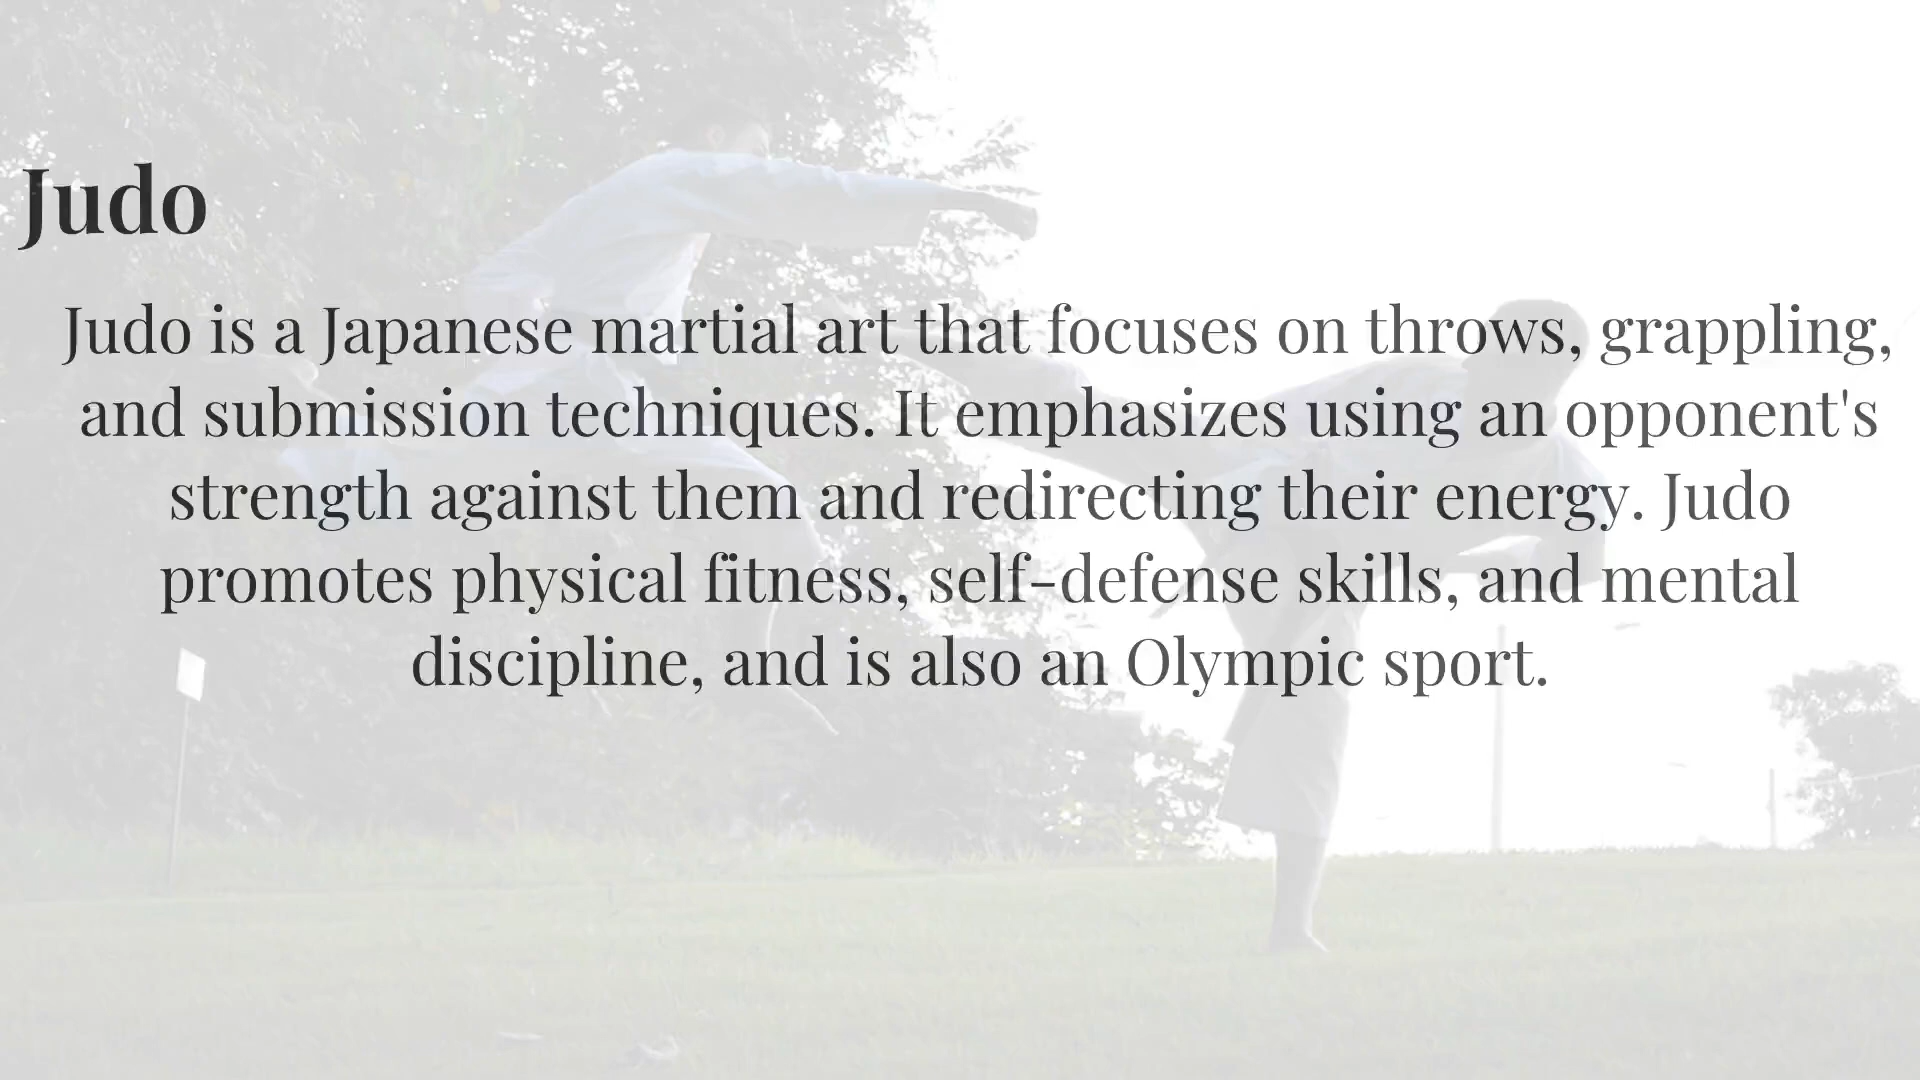 Judo
Judo is a Japanese martial art that focuses on throws, grappling,
and submission techniques. It emphasizes using an opponent's
strength against them and redirecting their energy. Judo
promotes physical fitness, self-defense skills, and mental
discipline, and is also an Olympic sport.